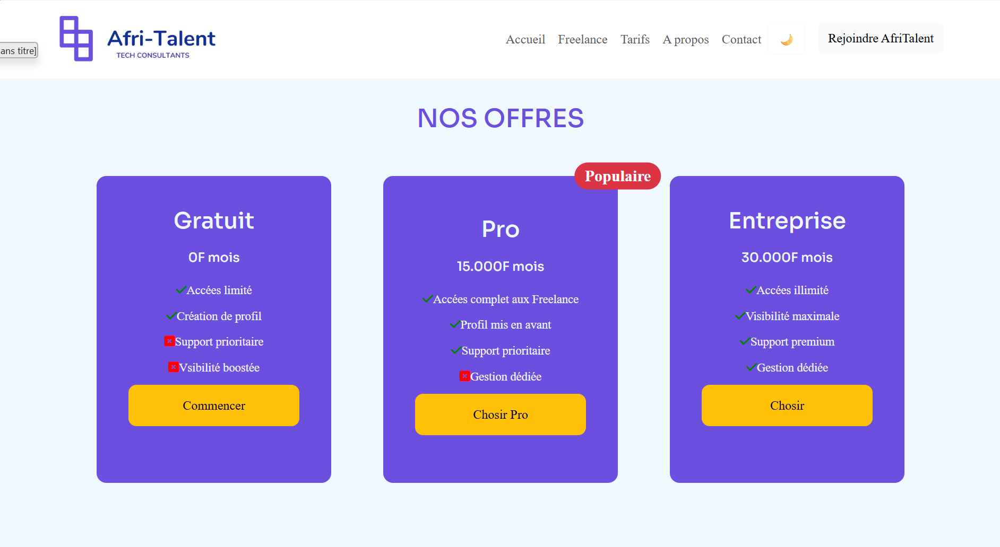 Afri-Talent
TECH CONSULTANTS
Accueil Freelance Tarifs A propos Contact Rejoindre AfriTalent
ans titre]
NOS OFFRES
Gratuit
0F mois
Accées limité
Création de profil
Support prioritaire
Vsibilité boostée
Commencer
Populaire
Pro
15.000F mois
Accées complet aux Freelance
Profil mis en avant
Support prioritaire
Gestion dédiée
Chosir Pro
Entreprise
30.000F mois
Accées illimité
Visibilité maximale
Support premium
Gestion dédiée
Chosir